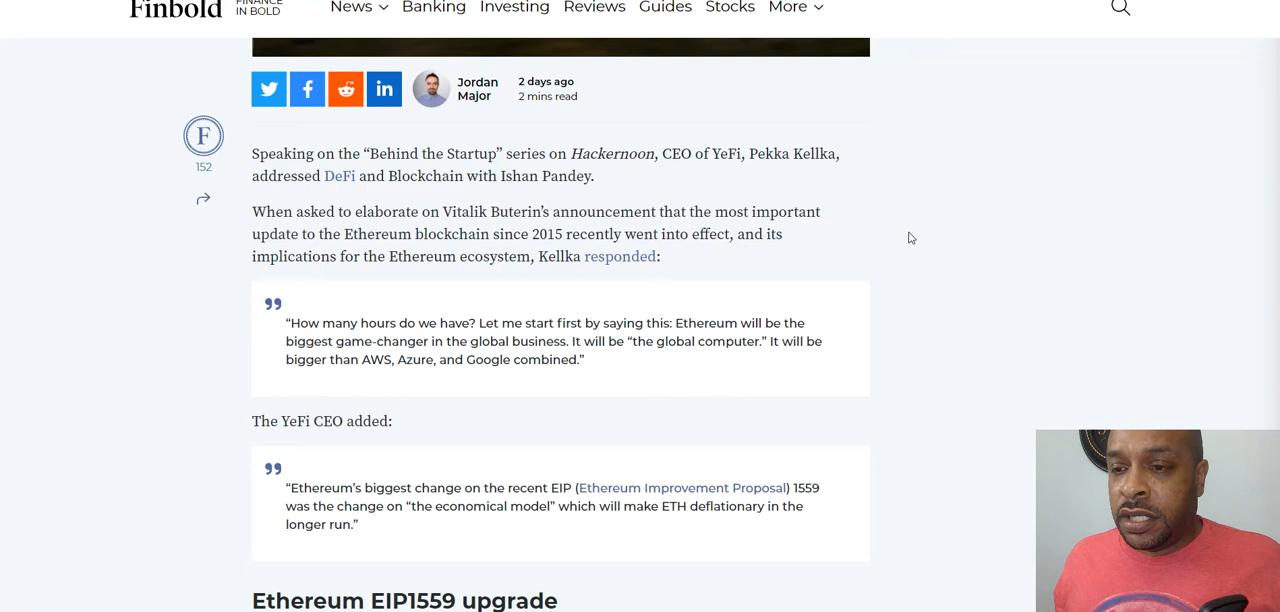 Finbold
FINANCE
IN BOLD
News
Banking
Investing
Reviews
Guides
Stocks
More
Jordan
Major
2 days ago
2 mins read
F
152
Speaking on the “Behind the Startup” series on Hackernoon, CEO of YeFi, Pekka Kellka,
addressed DeFi and Blockchain with Ishan Pandey.
When asked to elaborate on Vitalik Buterin’s announcement that the most important
update to the Ethereum blockchain since 2015 recently went into effect, and its
implications for the Ethereum ecosystem, Kellka responded:
“How many hours do we have? Let me start first by saying this: Ethereum will be the
biggest game-changer in the global business. It will be “the global computer.” It will be
bigger than AWS, Azure, and Google combined.”
The YeFi CEO added:
“Ethereum’s biggest change on the recent EIP (Ethereum Improvement Proposal) 1559
was the change on “the economical model” which will make ETH deflationary in the
longer run.”
Ethereum EIP1559 upgrade